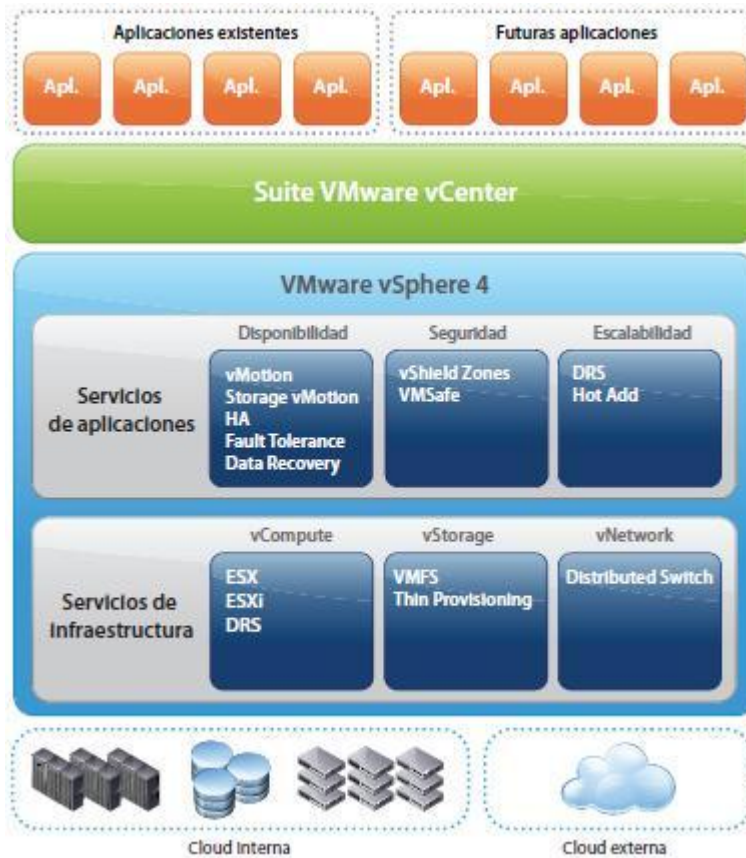 Aplicaciones existentes
Futuras aplicaciones
Apl. Apl. Apl. Apl.
Apl. Apl. Apl. Apl.
Suite VMware vCenter
VMware vSphere 4
Disponibilidad
Seguridad
Escalabilidad
Servicios
de aplicaciones
vMotion
Storage vMotion
HA
Fault Tolerance
Data Recovery
vShield Zones
VMSafe
DRS
Hot Add
vCompute
vStorage
vNetwork
Servicios de
infraestructura
ESX
ESXi
DRS
VMFS
Thin Provisioning
Distributed Switch
Cloud Interna
Cloud externa